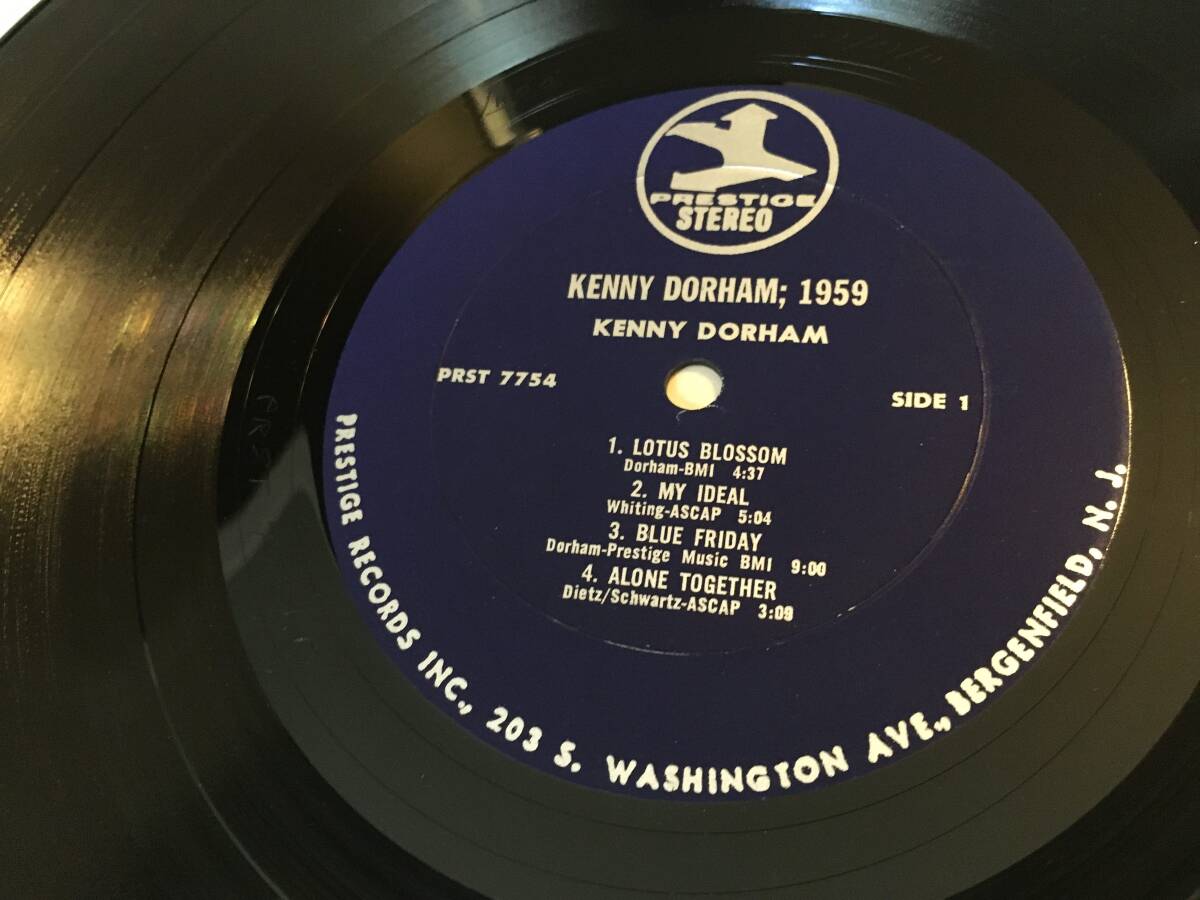 PRESTIGE
STEREO
KENNY DORHAM; 1959
KENNY DORHAM
PRST 7754
SIDE 1
1. LOTUS BLOSSOM
Dorham-BMI 4:37
2. MY IDEAL
Whiting-ASCAP 5:04
3. BLUE FRIDAY
Dorham-Prestige Music BMI 9:00
4. ALONE TOGETHER
Dietz/Schwartz-ASCAP 3:09
PRESTIGE RECORDS INC., 203 S. WASHINGTON AVE., BERGENFIELD, N. J.